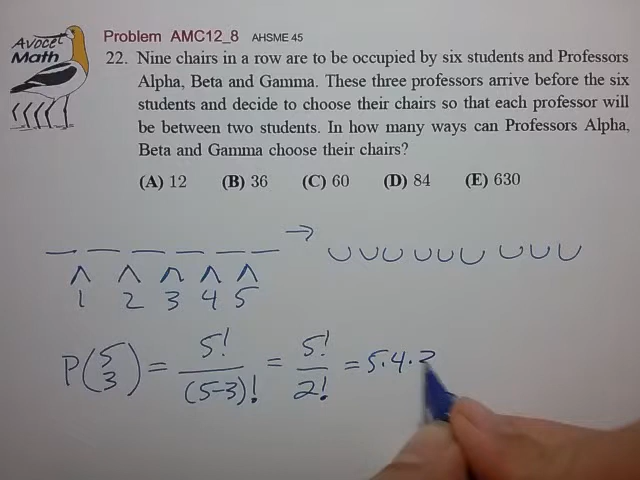 Avocet
Math
Problem AMC12_8 AHSME 45
22. Nine chairs in a row are to be occupied by six students and Professors
Alpha, Beta and Gamma. These three professors arrive before the six
students and decide to choose their chairs so that each professor will
be between two students. In how many ways can Professors Alpha,
Beta and Gamma choose their chairs?
(A) 12 (B) 36 (C) 60 (D) 84 (E) 630
1 2 3 4 5
P(5 3) = 5!/(5-3)! = 5!/2! = 5·4·3